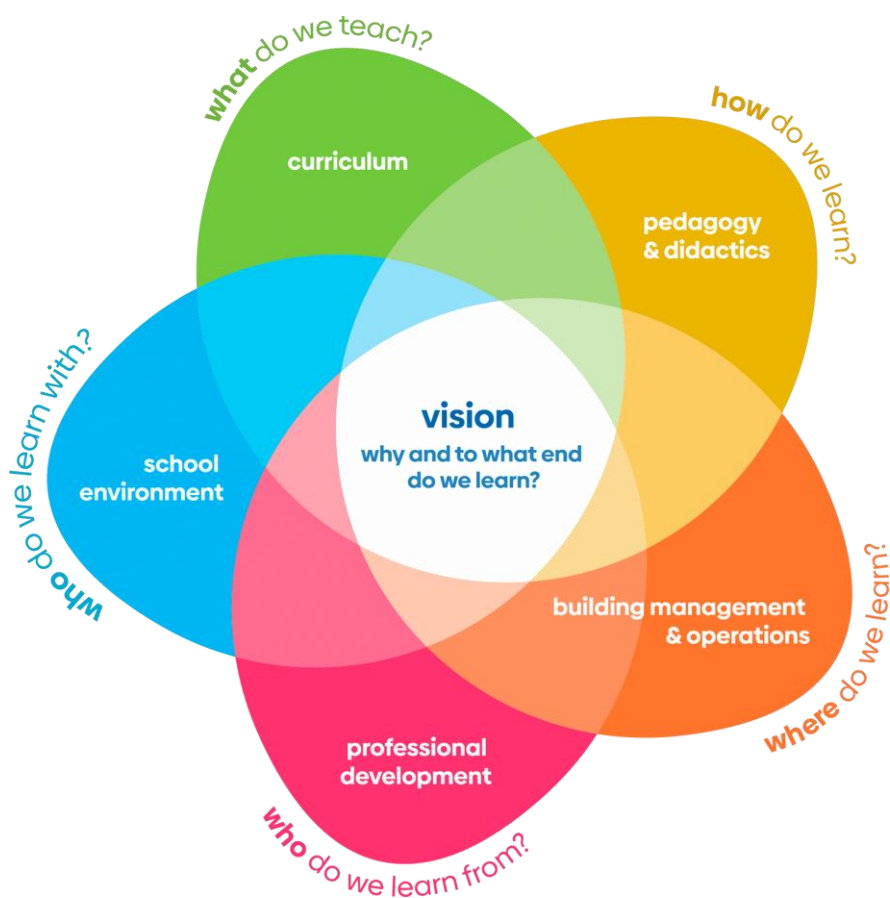 what do we teach?
curriculum
how do we learn?
pedagogy
& didactics
vision
why and to what end
do we learn?
who do we learn with?
school
environment
building management
& operations
where do we learn?
professional
development
who do we learn from?